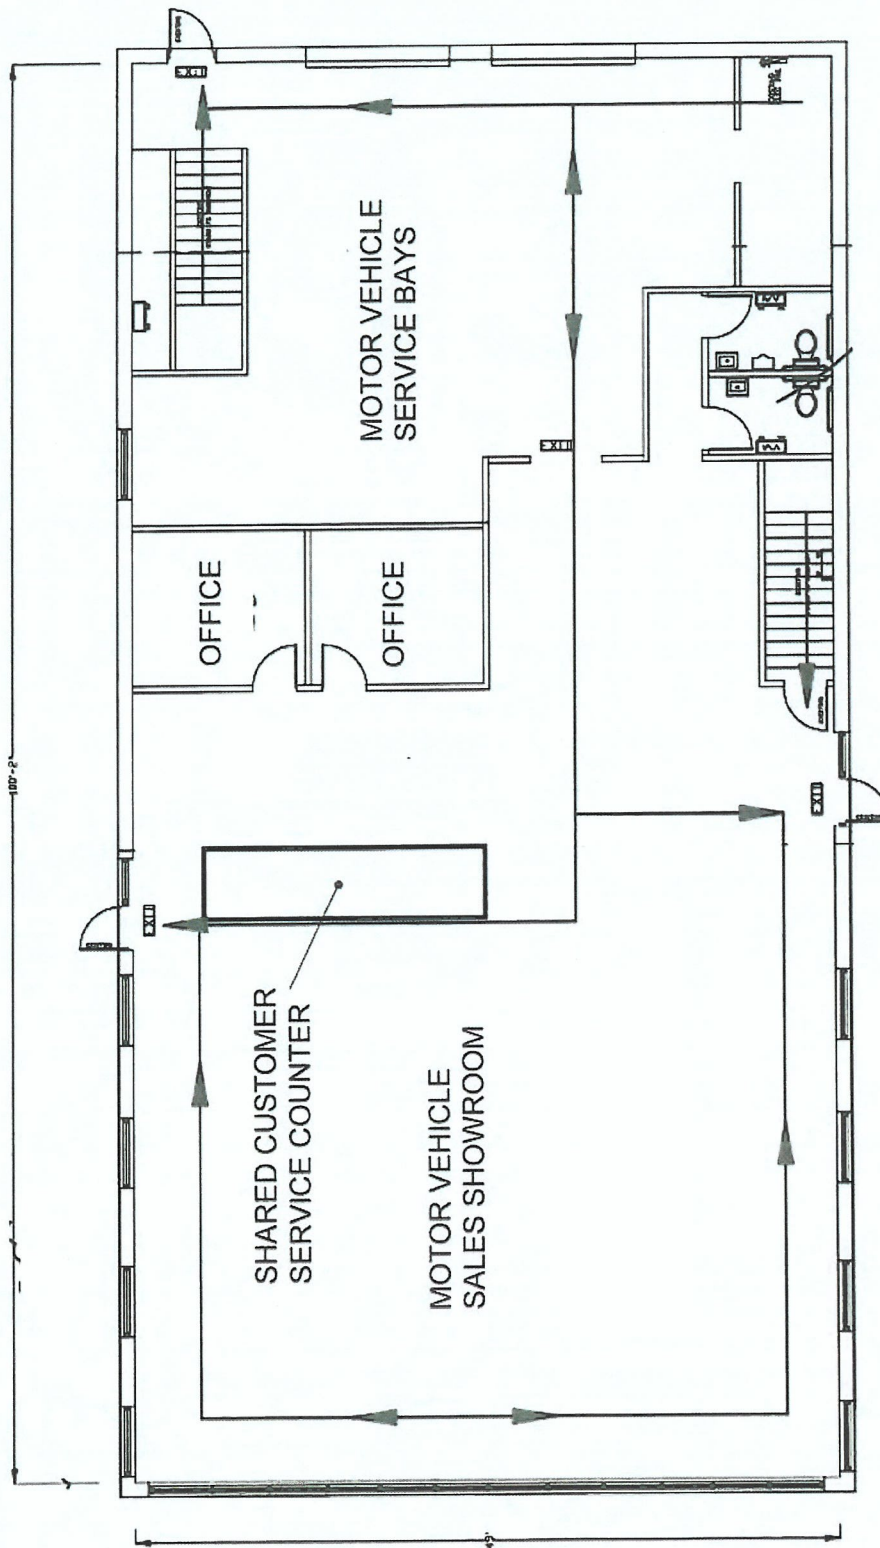 100'-2"
EXIT
MOTOR VEHICLE
SERVICE BAYS
OFFICE
OFFICE
EXIT
EXIT
EXIT
SHARED CUSTOMER
SERVICE COUNTER
MOTOR VEHICLE
SALES SHOWROOM
49'